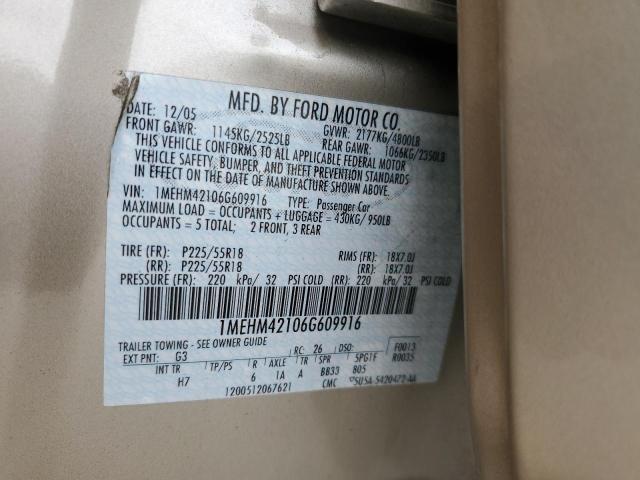 MFD. BY FORD MOTOR CO.
DATE: 12/05 GVWR: 2177KG/4800LB
FRONT GAWR: 1145KG/2525LB REAR GAWR: 1066KG/2350LB
THIS VEHICLE CONFORMS TO ALL APPLICABLE FEDERAL MOTOR
VEHICLE SAFETY, BUMPER, AND THEFT PREVENTION STANDARDS
IN EFFECT ON THE DATE OF MANUFACTURE SHOWN ABOVE.
VIN: 1MEHM42106G609916 TYPE: Passenger Car
MAXIMUM LOAD = OCCUPANTS + LUGGAGE = 430KG/ 950LB
OCCUPANTS = 5 TOTAL; 2 FRONT, 3 REAR
TIRE (FR): P225/55R18 RIMS (FR): 18X7.0J
(RR): P225/55R18 (RR): 18X7.0J
PRESSURE (FR): 220 kPa/ 32 PSI COLD (RR): 220 kPa/ 32 PSI COLD
1MEHM42106G609916
TRAILER TOWING - SEE OWNER GUIDE
EXT PNT: G3 RC: 26 DSO: F0013
R0035
INT TR TP/PS R AXLE TR SPR 5PG1F
H7 6 1A A BB33 B05
1200512067621 CMC 5U5A-5420472-AA